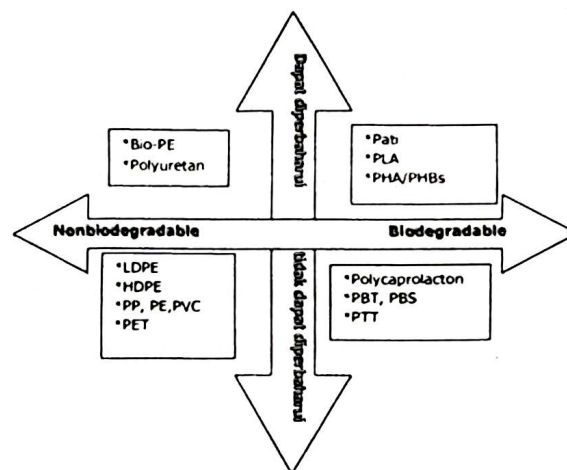 Dapat diperbaharui
•Bio-PE
•Polyuretan
•Pati
•PLA
•PHA/PHBs
Nonbiodegradable
Biodegradable
•LDPE
•HDPE
•PP, PE,PVC
•PET
•Polycaprolacton
•PBT, PBS
•PTT
tidak dapat diperbaharui